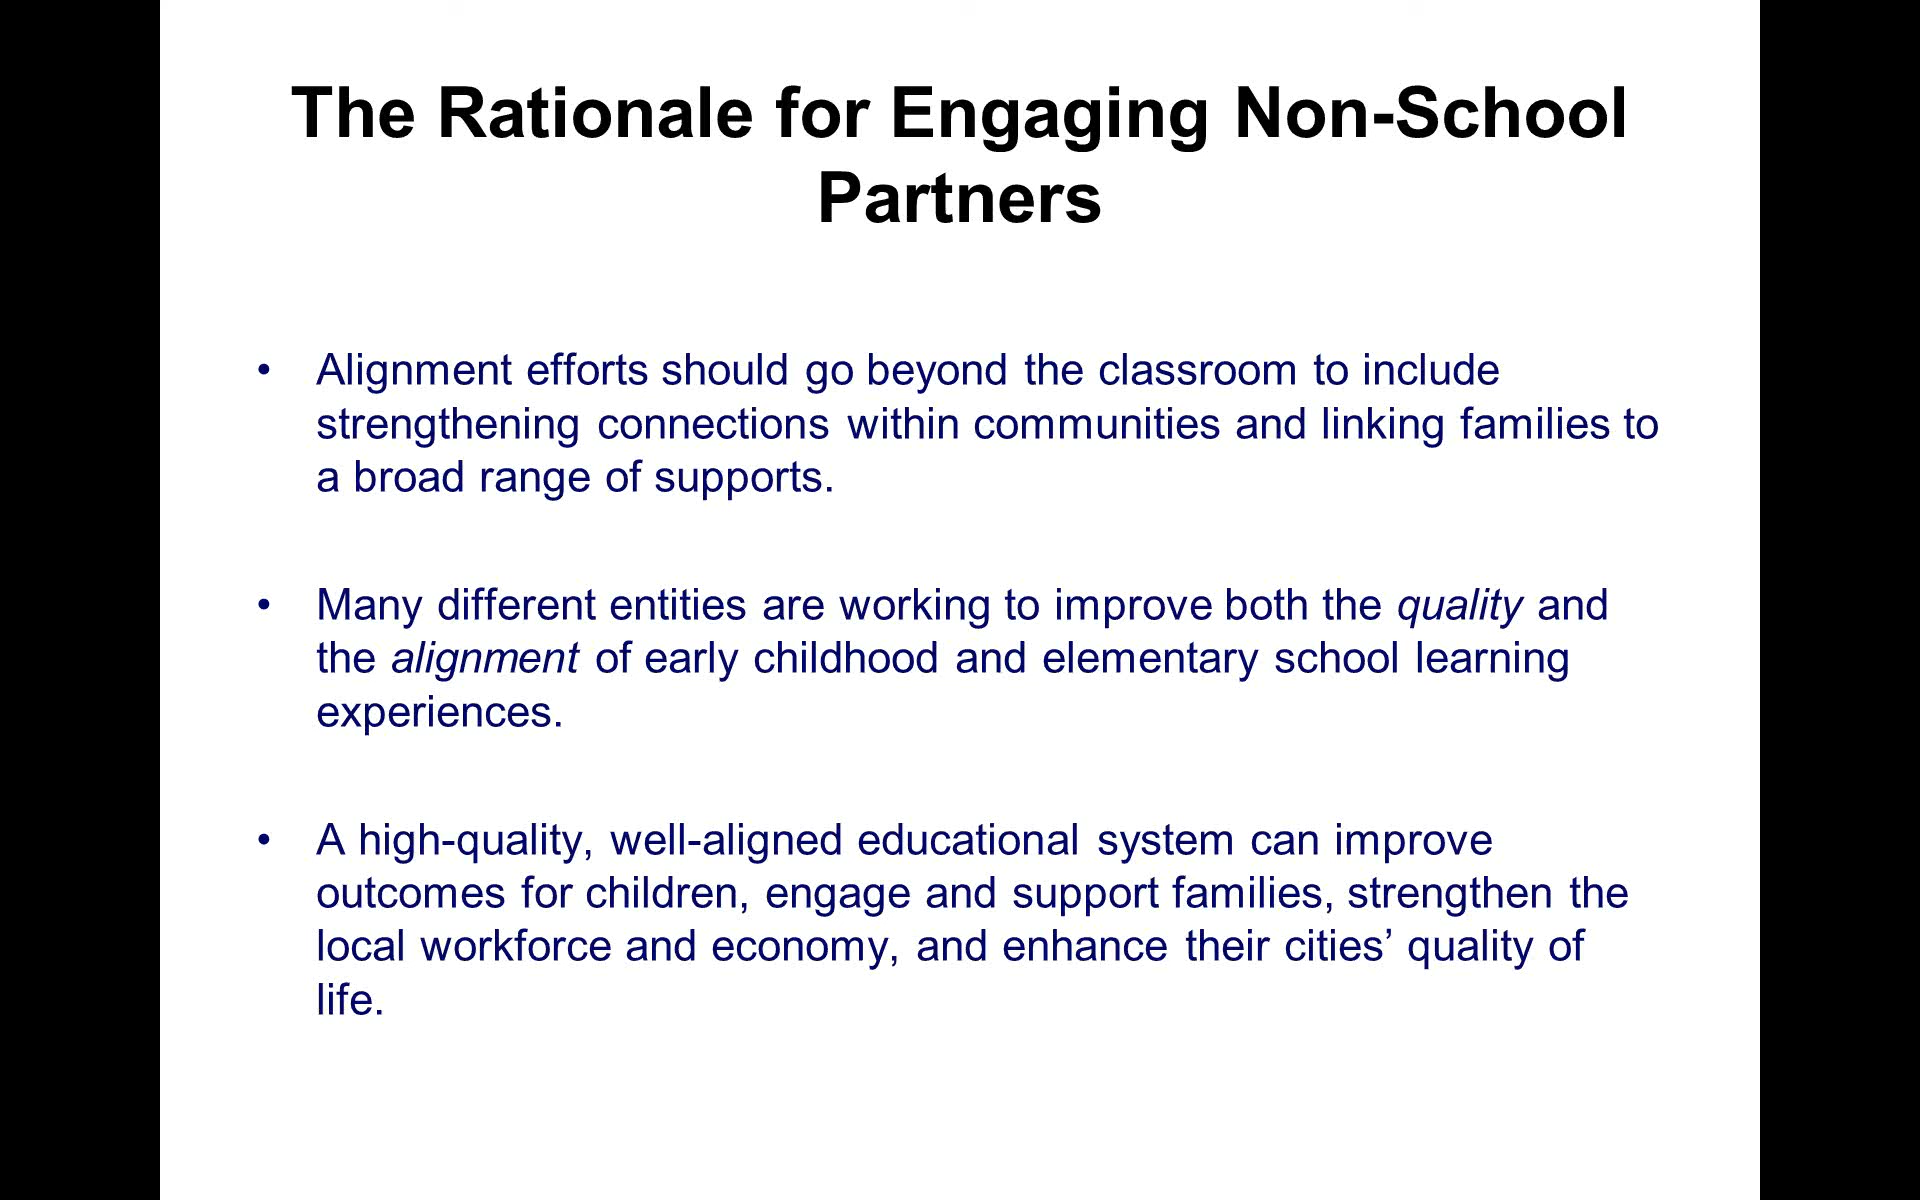 The Rationale for Engaging Non-School
Partners
• Alignment efforts should go beyond the classroom to include
strengthening connections within communities and linking families to
a broad range of supports.
• Many different entities are working to improve both the quality and
the alignment of early childhood and elementary school learning
experiences.
• A high-quality, well-aligned educational system can improve
outcomes for children, engage and support families, strengthen the
local workforce and economy, and enhance their cities’ quality of
life.